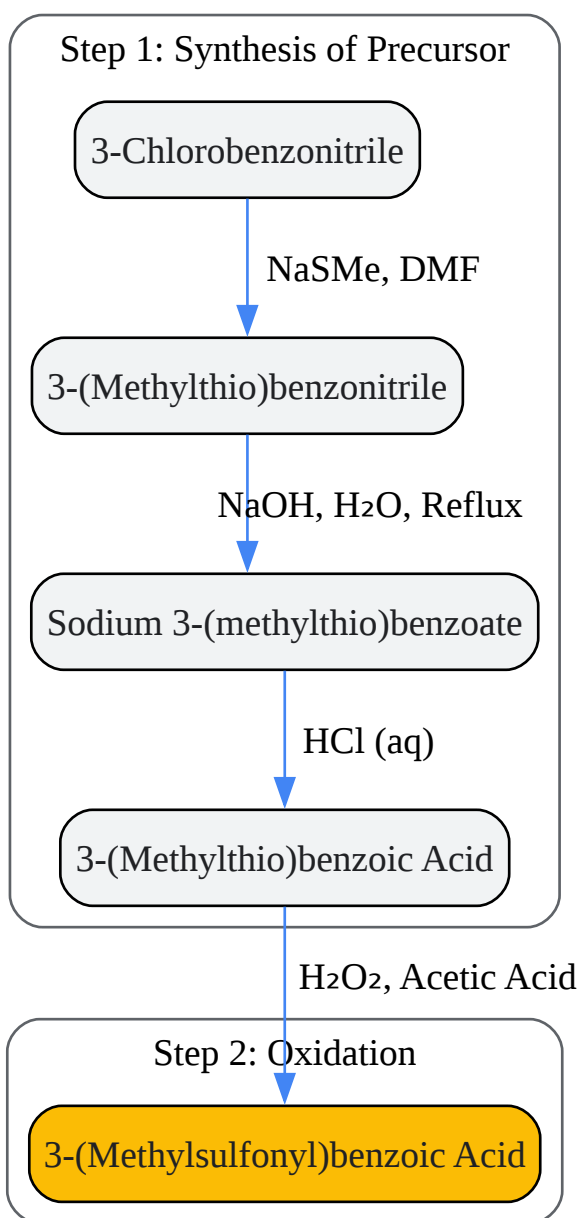 Step 1: Synthesis of Precursor
3-Chlorobenzonitrile
NaSMe, DMF
3-(Methylthio)benzonitrile
NaOH, H₂O, Reflux
Sodium 3-(methylthio)benzoate
HCl (aq)
3-(Methylthio)benzoic Acid
H₂O₂, Acetic Acid
Step 2: Oxidation
3-(Methylsulfonyl)benzoic Acid